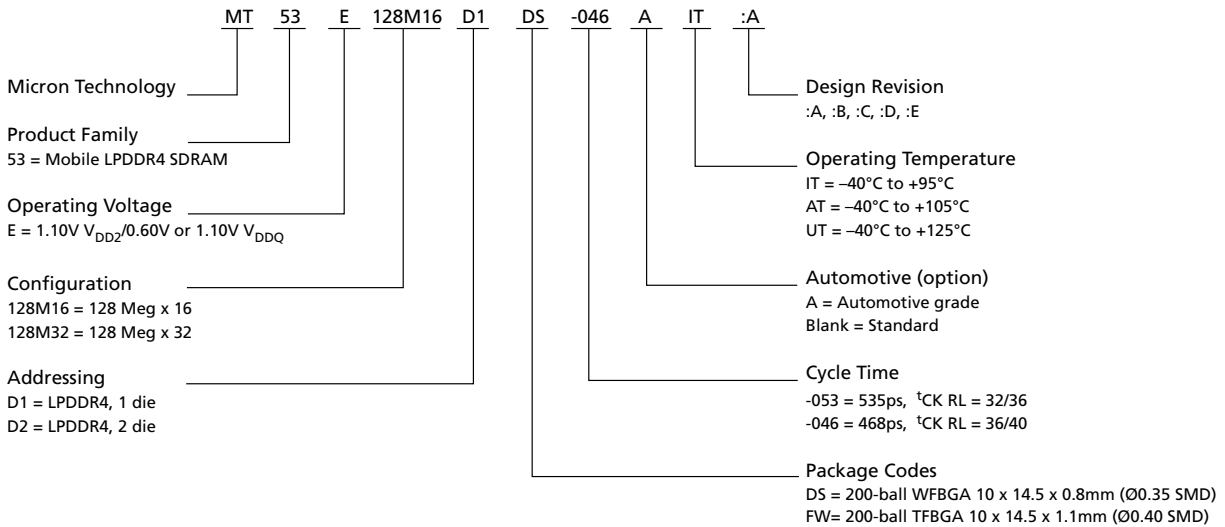 MT 53 E 128M16 D1 DS -046 A IT :A
Micron Technology
Product Family
53 = Mobile LPDDR4 SDRAM
Operating Voltage
E = 1.10V VDD2/0.60V or 1.10V VDDQ
Configuration
128M16 = 128 Meg x 16
128M32 = 128 Meg x 32
Addressing
D1 = LPDDR4, 1 die
D2 = LPDDR4, 2 die
Design Revision
:A, :B, :C, :D, :E
Operating Temperature
IT = –40°C to +95°C
AT = –40°C to +105°C
UT = –40°C to +125°C
Automotive (option)
A = Automotive grade
Blank = Standard
Cycle Time
-053 = 535ps, tCK RL = 32/36
-046 = 468ps, tCK RL = 36/40
Package Codes
DS = 200-ball WFBGA 10 x 14.5 x 0.8mm (Ø0.35 SMD)
FW= 200-ball TFBGA 10 x 14.5 x 1.1mm (Ø0.40 SMD)